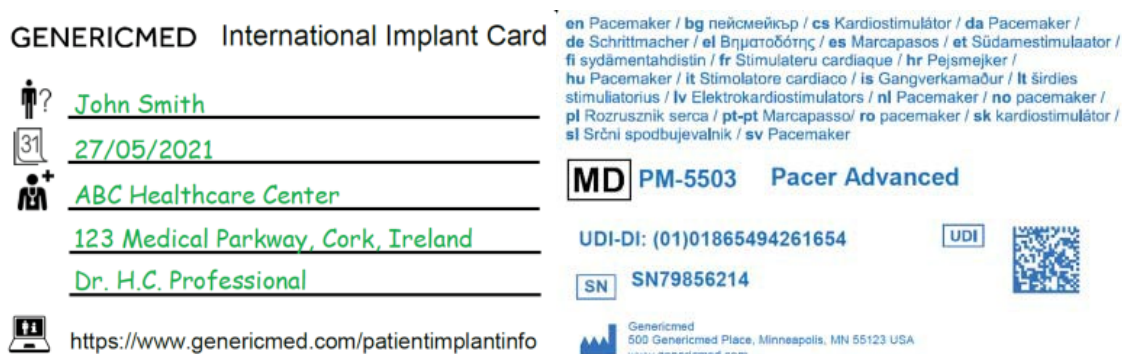 GENERICMED International Implant Card
?
John Smith
31
27/05/2021
ABC Healthcare Center
123 Medical Parkway, Cork, Ireland
Dr. H.C. Professional
https://www.genericmed.com/patientimplantinfo
en Pacemaker / bg пейсмейкър / cs Kardiostimulátor / da Pacemaker /
de Schrittmacher / el Βηματοδότης / es Marcapasos / et Südamestimulaator /
fi sydämentahdistin / fr Stimulateru cardiaque / hr Pejsmejker /
hu Pacemaker / it Stimolatore cardiaco / is Gangverkamaður / lt širdies
stimuliatorius / lv Elektrokardiostimulators / nl Pacemaker / no pacemaker /
pl Rozrusznik serca / pt-pt Marcapasso/ ro pacemaker / sk kardiostimulátor /
sl Srčni spodbujevalnik / sv Pacemaker
MD PM-5503 Pacer Advanced
UDI-DI: (01)01865494261654 UDI
SN SN79856214
Genericmed
500 Genericmed Place, Minneapolis, MN 55123 USA